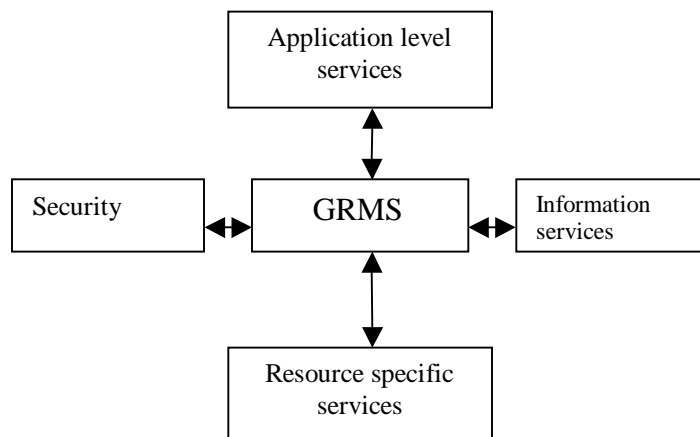 Application level
services
Security
GRMS
Information
services
Resource specific
services